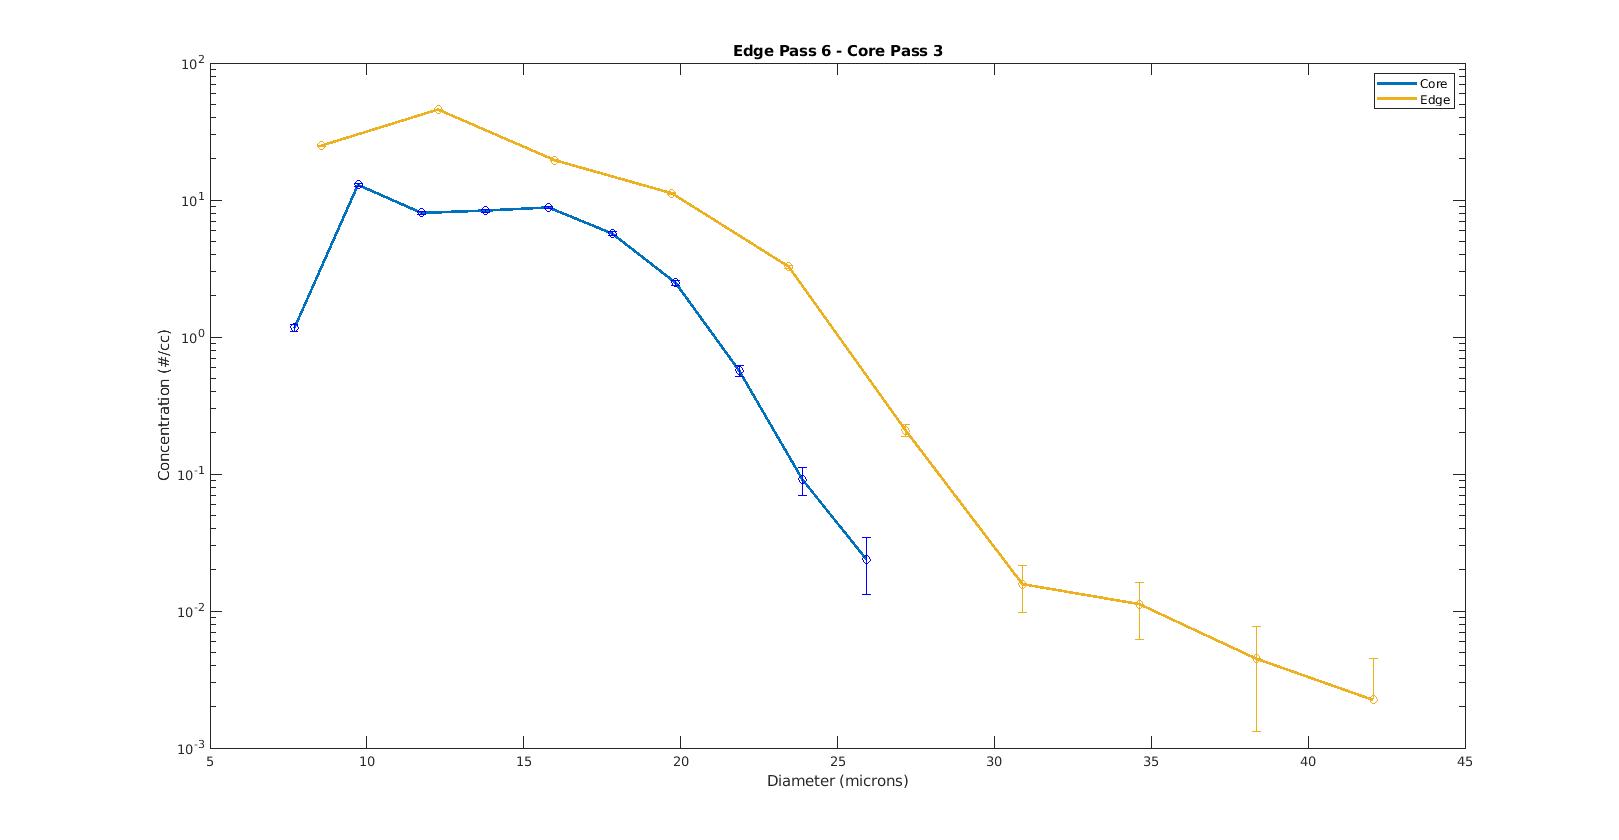 Edge Pass 6 - Core Pass 3
Core
Edge
Concentration (#/cc)
10^2
10^1
10^0
10^-1
10^-2
10^-3
5 10 15 20 25 30 35 40 45
Diameter (microns)